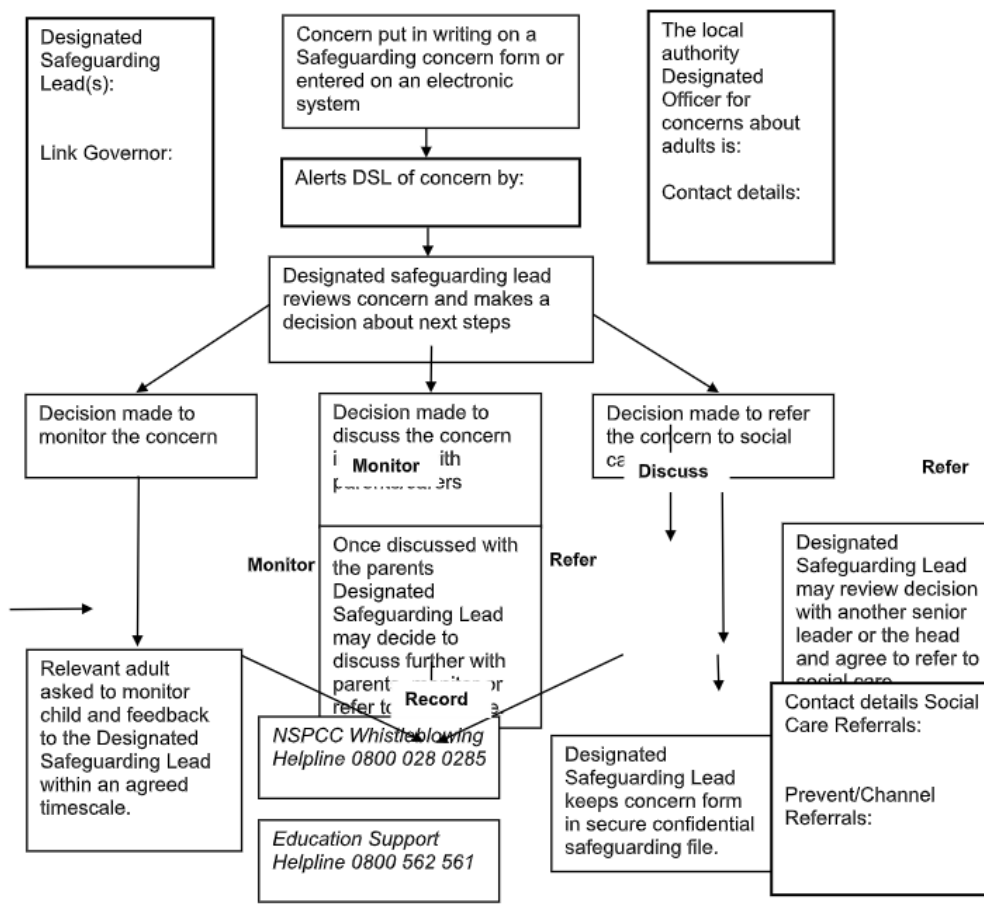 Designated
Safeguarding
Lead(s):
Link Governor:
Concern put in writing on a
Safeguarding concern form or
entered on an electronic
system
The local
authority
Designated
Officer for
concerns about
adults is:
Contact details:
Alerts DSL of concern by:
Designated safeguarding lead
reviews concern and makes a
decision about next steps
Decision made to
monitor the concern
Decision made to
discuss the concern
Monitor
Decision made to refer
the concern to social
Discuss
Refer
Monitor
Once discussed with
the parents
Designated
Safeguarding Lead
may decide to
discuss further with
refer
Record
Refer
Designated
Safeguarding Lead
may review decision
with another senior
leader or the head
and agree to refer to
social care
Relevant adult
asked to monitor
child and feedback
to the Designated
Safeguarding Lead
within an agreed
timescale.
NSPCC Whistleblowing
Helpline 0800 028 0285
Education Support
Helpline 0800 562 561
Designated
Safeguarding Lead
keeps concern form
in secure confidential
safeguarding file.
Contact details Social
Care Referrals:
Prevent/Channel
Referrals: